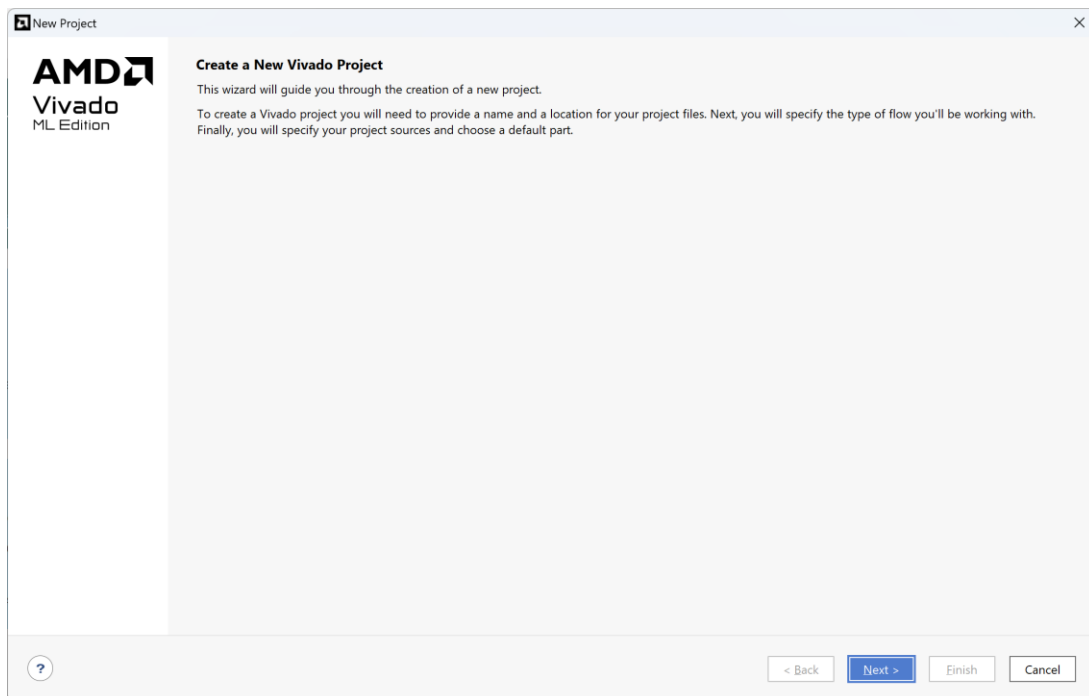 New Project
AMD
Vivado
ML Edition
Create a New Vivado Project
This wizard will guide you through the creation of a new project.
To create a Vivado project you will need to provide a name and a location for your project files. Next, you will specify the type of flow you'll be working with.
Finally, you will specify your project sources and choose a default part.
?
< Back
Next >
Finish
Cancel